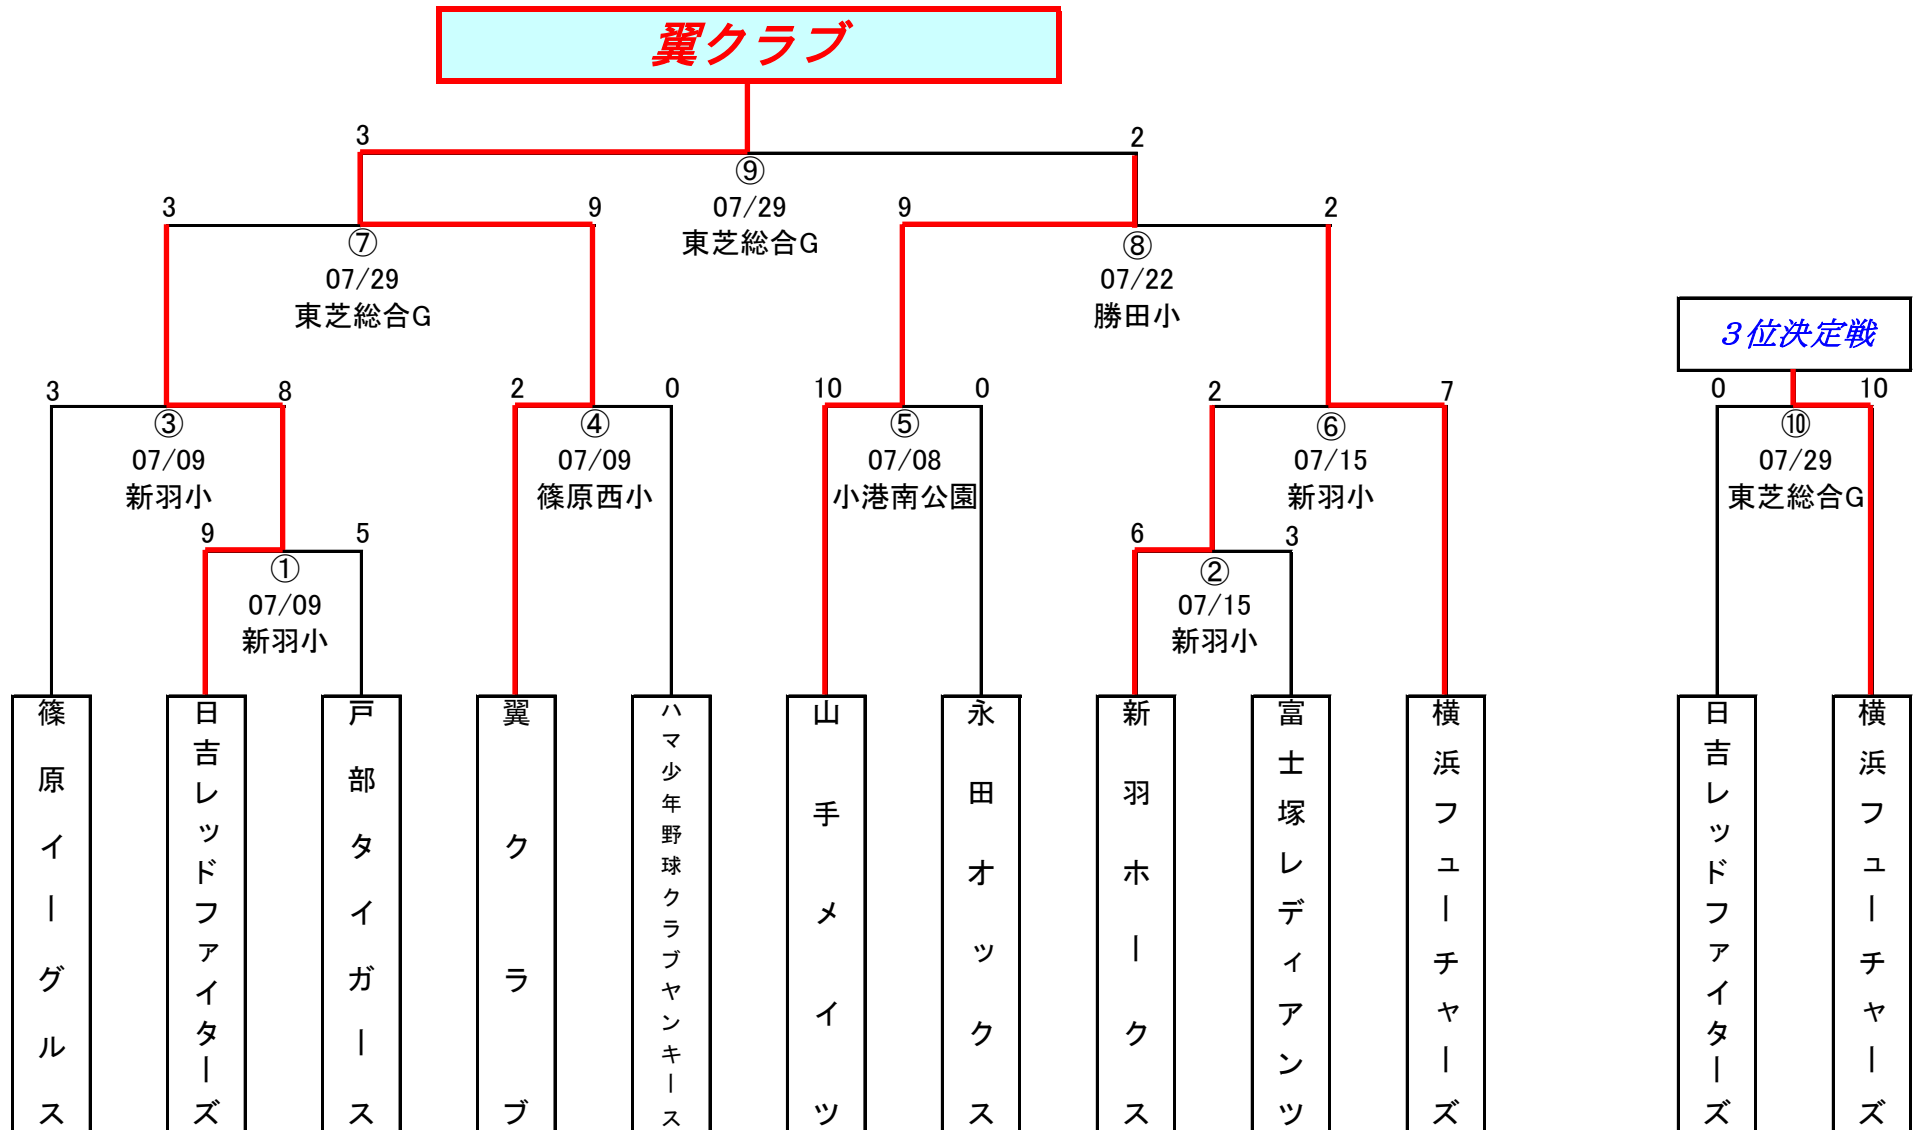 翼クラブ
3
2
⑨
07/29
東芝総合G
3
9
⑦
07/29
東芝総合G
9
2
⑧
07/22
勝田小
3位決定戦
3
8
③
07/09
新羽小
2
0
④
07/09
篠原西小
10
0
⑤
07/08
小港南公園
2
7
⑥
07/15
新羽小
0
10
⑩
07/29
東芝総合G
9
5
①
07/09
新羽小
6
3
②
07/15
新羽小
篠原イーグルス
日吉レッドファイターズ
戸部タイガース
翼クラブ
ハマ少年野球クラブヤンキース
山手メイツ
永田オックス
新羽ホークス
富士塚レディアンツ
横浜フューチャーズ
日吉レッドファイターズ
横浜フューチャーズ